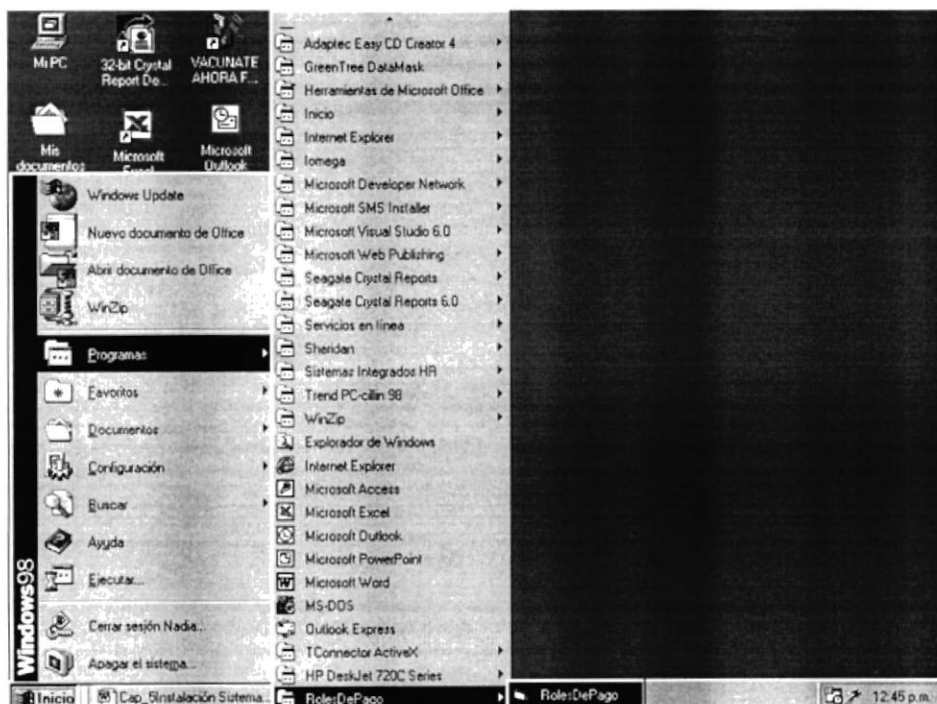 Mi PC
32-bit Crystal
Report De...
VACUNATE
AHORA F...
Mis
documentos
Microsoft
Microsoft
Outlook
Windows Update
Nuevo documento de Office
Abrir documento de Office
WinZip
Programas
Favoritos
Documentos
Configuración
Buscar
Ayuda
Ejecutar...
Cerrar sesión Nadia...
Apagar el sistema...
Windows98
Adaptec Easy CD Creator 4
GreenTree DataMask
Herramientas de Microsoft Office
Inicio
Internet Explorer
Iomega
Microsoft Developer Network
Microsoft SMS Installer
Microsoft Visual Studio 6.0
Microsoft Web Publishing
Seagate Crystal Reports
Seagate Crystal Reports 6.0
Servicios en línea
Sheridan
Sistemas Integrados HR
Trend PC-cillin 98
WinZip
Explorador de Windows
Internet Explorer
Microsoft Access
Microsoft Excel
Microsoft Outlook
Microsoft PowerPoint
Microsoft Word
MS-DOS
Outlook Express
TConnector ActiveX
HP DeskJet 720C Series
RolesDePago
RolesDePago
Inicio
Cap_5Instalación Sistema...
12:45 p.m.